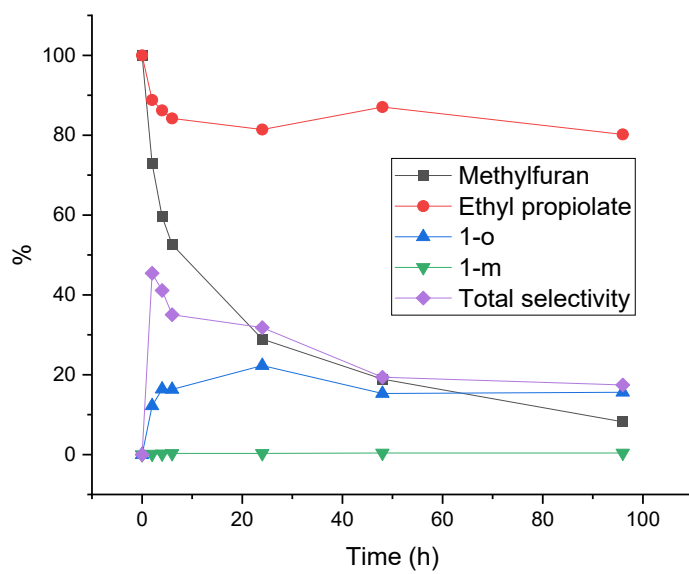 100
80
60
40
20
0
%
Methylfuran
Ethyl propiolate
1-o
1-m
Total selectivity
0 20 40 60 80 100
Time (h)